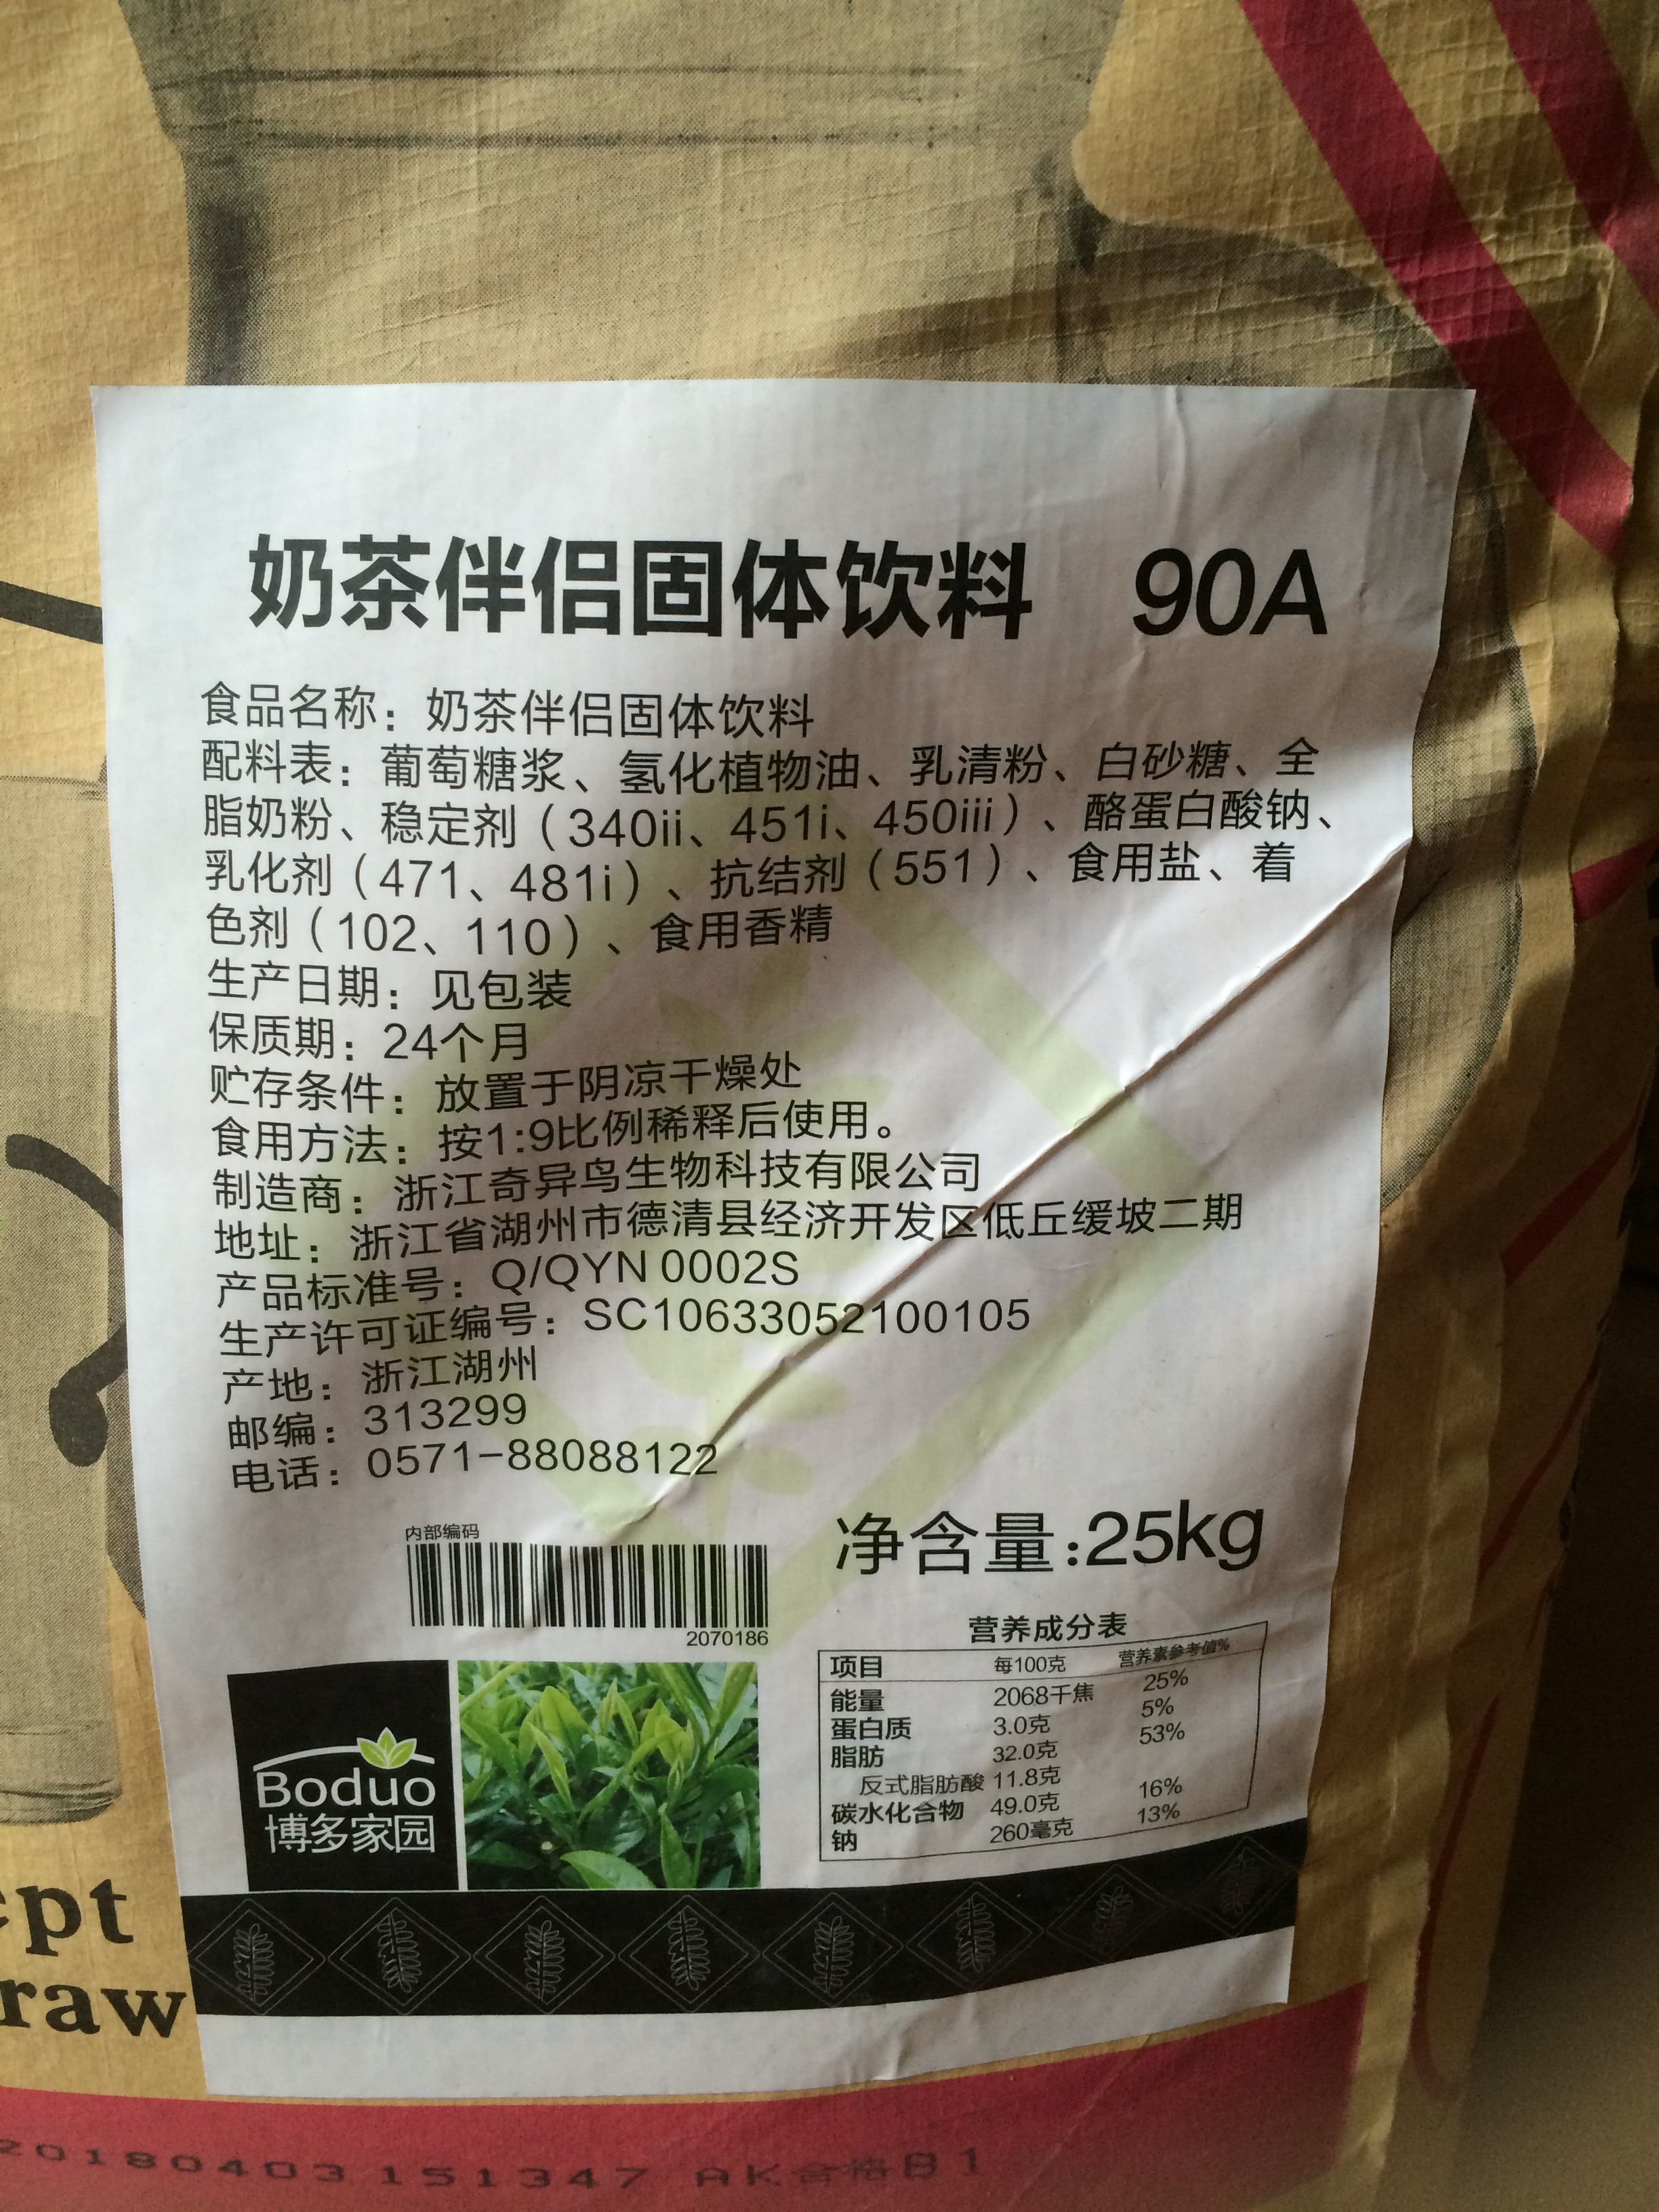 奶茶伴侣固体饮料 90A
食品名称：奶茶伴侣固体饮料
配料表：葡萄糖浆、氢化植物油、乳清粉、白砂糖、全
脂奶粉、稳定剂（340ii、451i、450iii）、酪蛋白酸钠、
乳化剂（471、481i）、抗结剂（551）、食用盐、着
色剂（102、110）、食用香精
生产日期：见包装
保质期：24个月
贮存条件：放置于阴凉干燥处
食用方法：按1:9比例稀释后使用。
制造商：浙江奇异鸟生物科技有限公司
地址：浙江省湖州市德清县经济开发区低丘缓坡二期
产品标准号：Q/QYN 0002S
生产许可证编号：SC10633052100105
产地：浙江湖州
邮编：313299
电话：0571-88088122
内部编码
2070186
净含量:25kg
营养成分表
项目 每100克 营养素参考值%
能量 2068千焦 25%
蛋白质 3.0克 5%
脂肪 32.0克 53%
反式脂肪酸 11.8克
碳水化合物 49.0克 16%
钠 260毫克 13%
Boduo
博多家园
cpt
raw
20180403 151347 AK合格B1